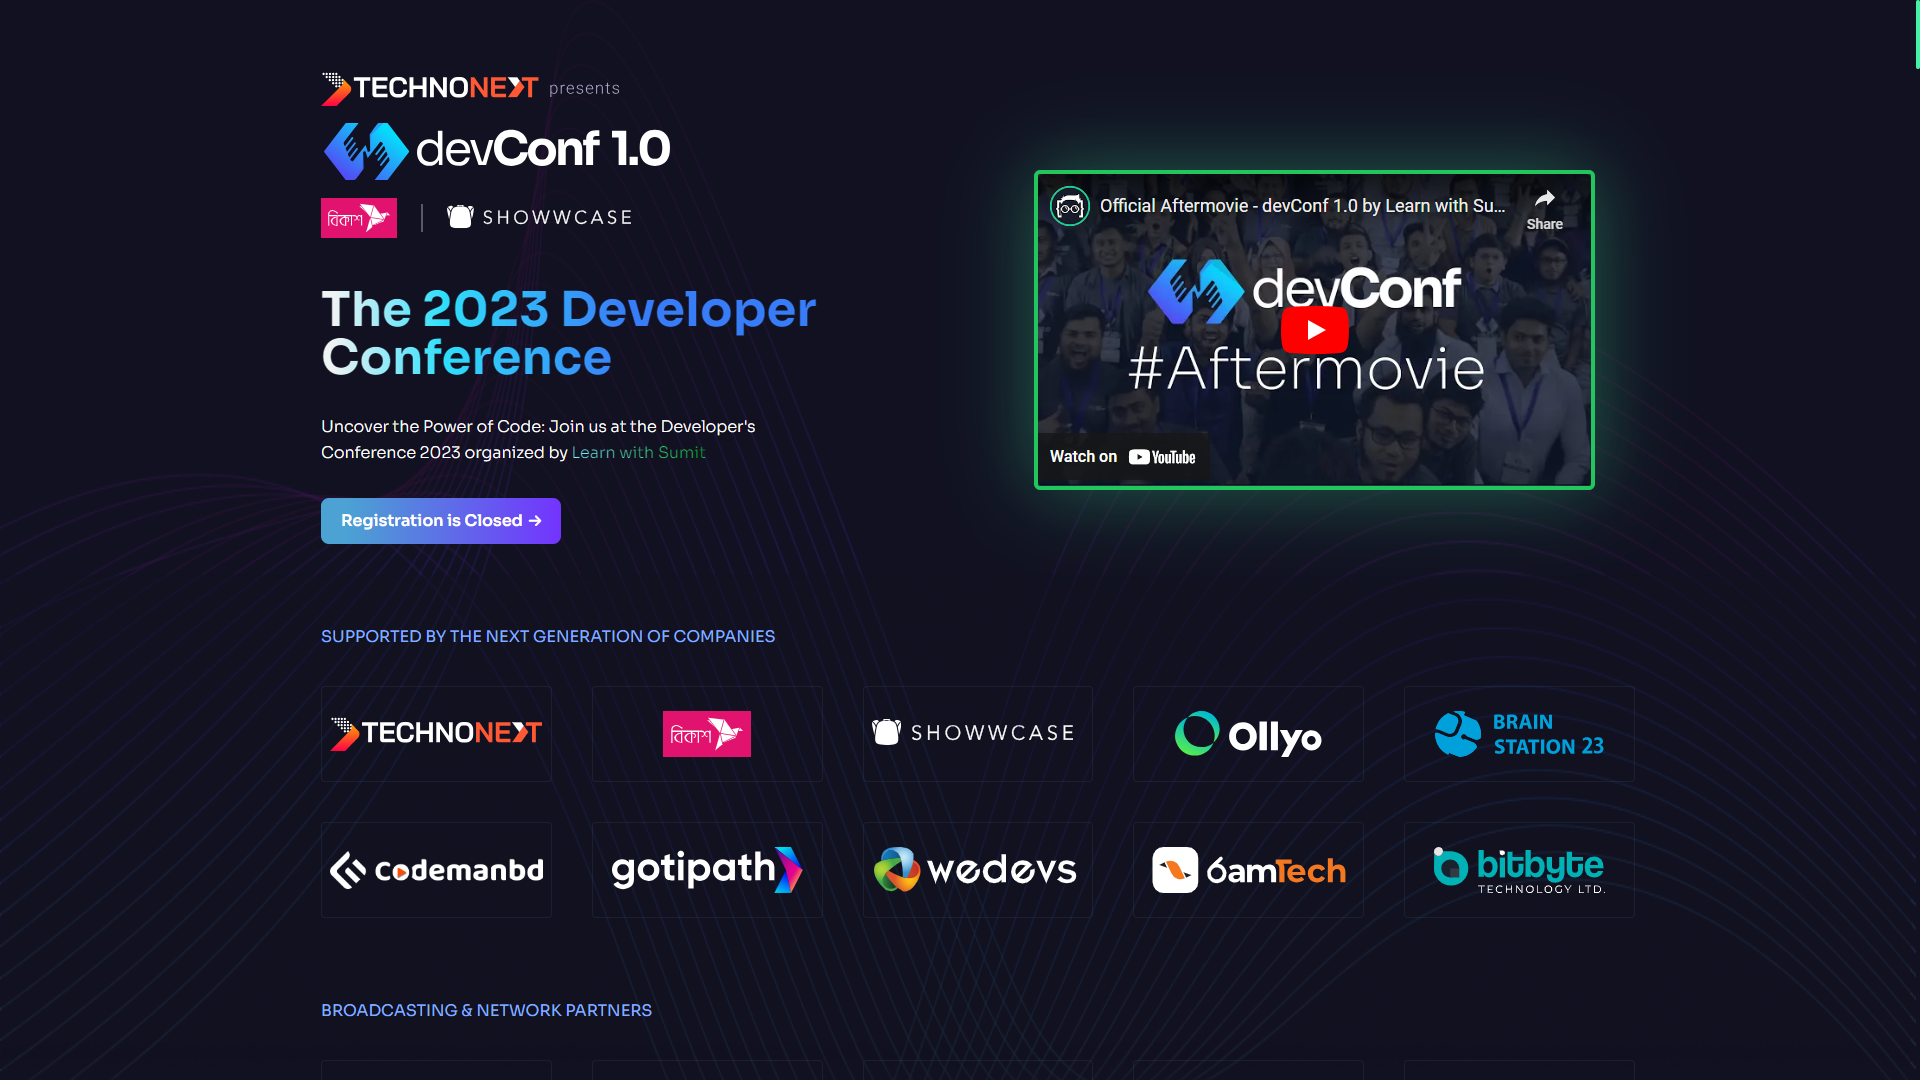 TECHNONEXT presents
devConf 1.0
বিকাশ | SHOWWCASE
The 2023 Developer
Conference
Uncover the Power of Code: Join us at the Developer's
Conference 2023 organized by Learn with Sumit
Registration is Closed →
Official Aftermovie - devConf 1.0 by Learn with Su...
Share
devConf
#Aftermovie
Watch on YouTube
SUPPORTED BY THE NEXT GENERATION OF COMPANIES
TECHNONEXT
বিকাশ
SHOWWCASE
Ollyo
BRAIN
STATION 23
codemanbd
gotipath
wedevs
6amTech
bitbyte
TECHNOLOGY LTD.
BROADCASTING & NETWORK PARTNERS